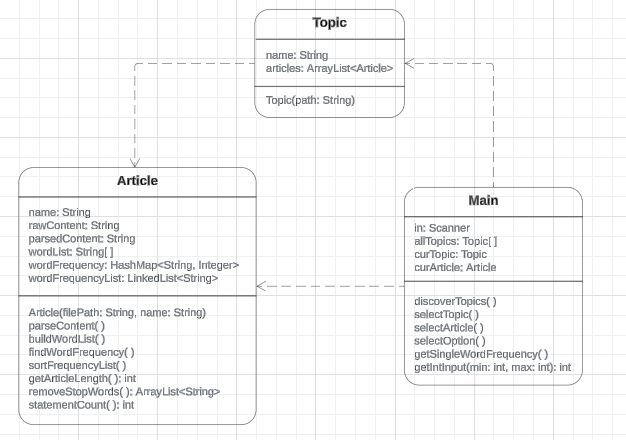 Topic
name: String
articles: ArrayList<Article>
Topic(path: String)
Article
name: String
rawContent: String
parsedContent: String
wordList: String[ ]
wordFrequency: HashMap<String, Integer>
wordFrequencyList: LinkedList<String>
Article(filePath: String, name: String)
parseContent( )
buildWordList( )
findWordFrequency( )
sortFrequencyList( )
getArticleLength( ): int
removeStopWords( ): ArrayList<String>
statementCount( ): int
Main
in: Scanner
allTopics: Topic[ ]
curTopic: Topic
curArticle: Article
discoverTopics( )
selectTopic( )
selectArticle( )
selectOption( )
getSingleWordFrequency( )
getIntInput(min: int, max: int): int